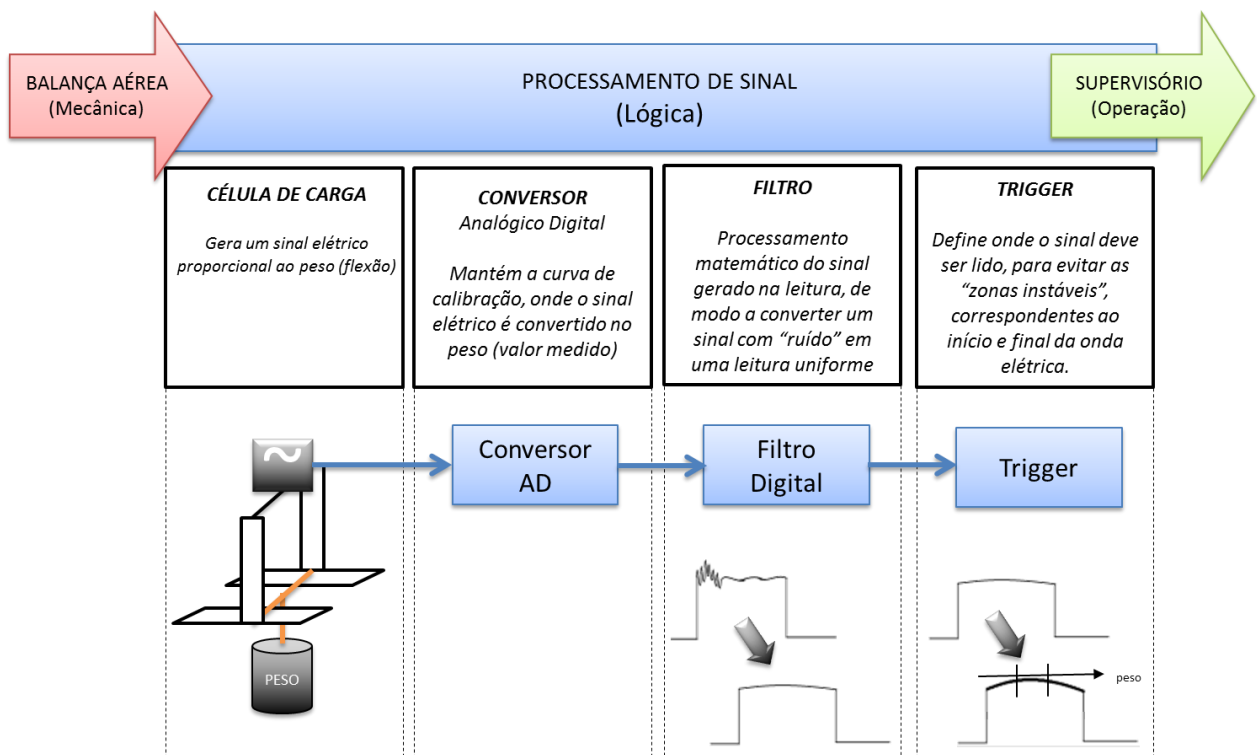 BALANÇA AÉREA
(Mecânica)
PROCESSAMENTO DE SINAL
(Lógica)
SUPERVISÓRIO
(Operação)
CÉLULA DE CARGA
Gera um sinal elétrico
proporcional ao peso (flexão)
CONVERSOR
Analógico Digital
Mantém a curva de
calibração, onde o sinal
elétrico é convertido no
peso (valor medido)
FILTRO
Processamento
matemático do sinal
gerado na leitura, de
modo a converter um
sinal com “ruído” em
uma leitura uniforme
TRIGGER
Define onde o sinal deve
ser lido, para evitar as
“zonas instáveis”,
correspondentes ao
início e final da onda
elétrica.
~
Conversor
AD
Filtro
Digital
Trigger
PESO
peso